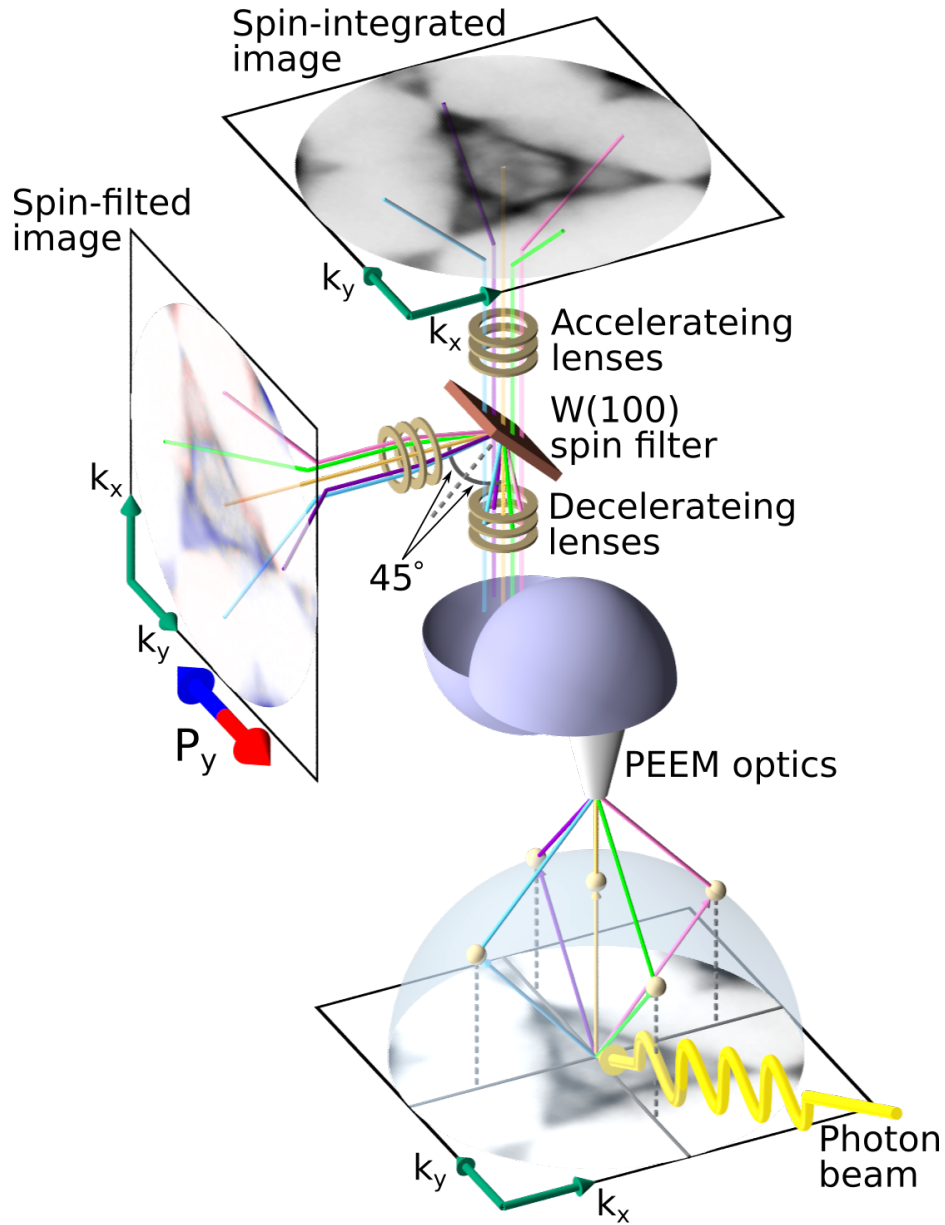 Spin-integrated
image
Spin-filted
image
k_y
k_x
Accelerateing
lenses
W(100)
spin filter
k_x
Decelerateing
lenses
45°
k_y
P_y
PEEM optics
Photon
beam
k_y
k_x